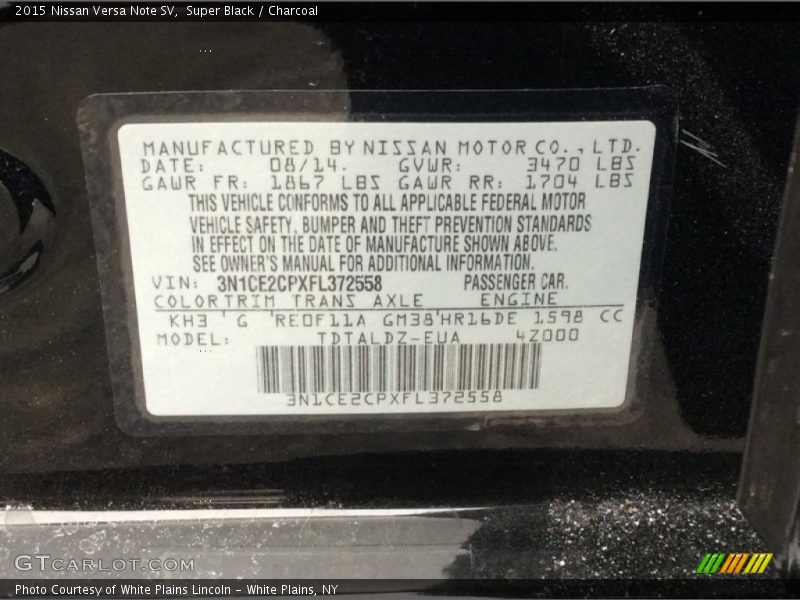 2015 Nissan Versa Note SV, Super Black / Charcoal
MANUFACTURED BY NISSAN MOTOR CO., LTD.
DATE: 08/14. GVWR: 3470 LBS
GAWR FR: 1867 LBS GAWR RR: 1704 LBS
THIS VEHICLE CONFORMS TO ALL APPLICABLE FEDERAL MOTOR
VEHICLE SAFETY, BUMPER AND THEFT PREVENTION STANDARDS
IN EFFECT ON THE DATE OF MANUFACTURE SHOWN ABOVE.
SEE OWNER'S MANUAL FOR ADDITIONAL INFORMATION.
VIN: 3N1CE2CPXFL372558 PASSENGER CAR.
COLOR TRIM TRANS AXLE ENGINE
KH3 ' G 'RE0F11A GM38'HR16DE 1598 CC
MODEL: TDTALDZ-EUA 4Z000
3N1CE2CPXFL372558
GTCARLOT.COM
Photo Courtesy of White Plains Lincoln - White Plains, NY